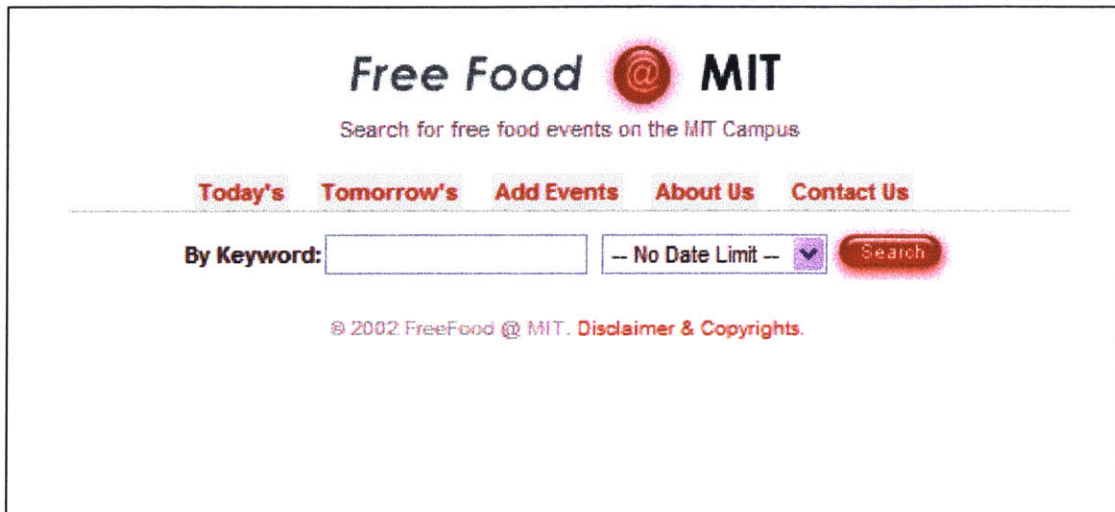 Free Food @ MIT
Search for free food events on the MIT Campus
Today's Tomorrow's Add Events About Us Contact Us
By Keyword: -- No Date Limit -- Search
© 2002 FreeFood @ MIT. Disclaimer & Copyrights.